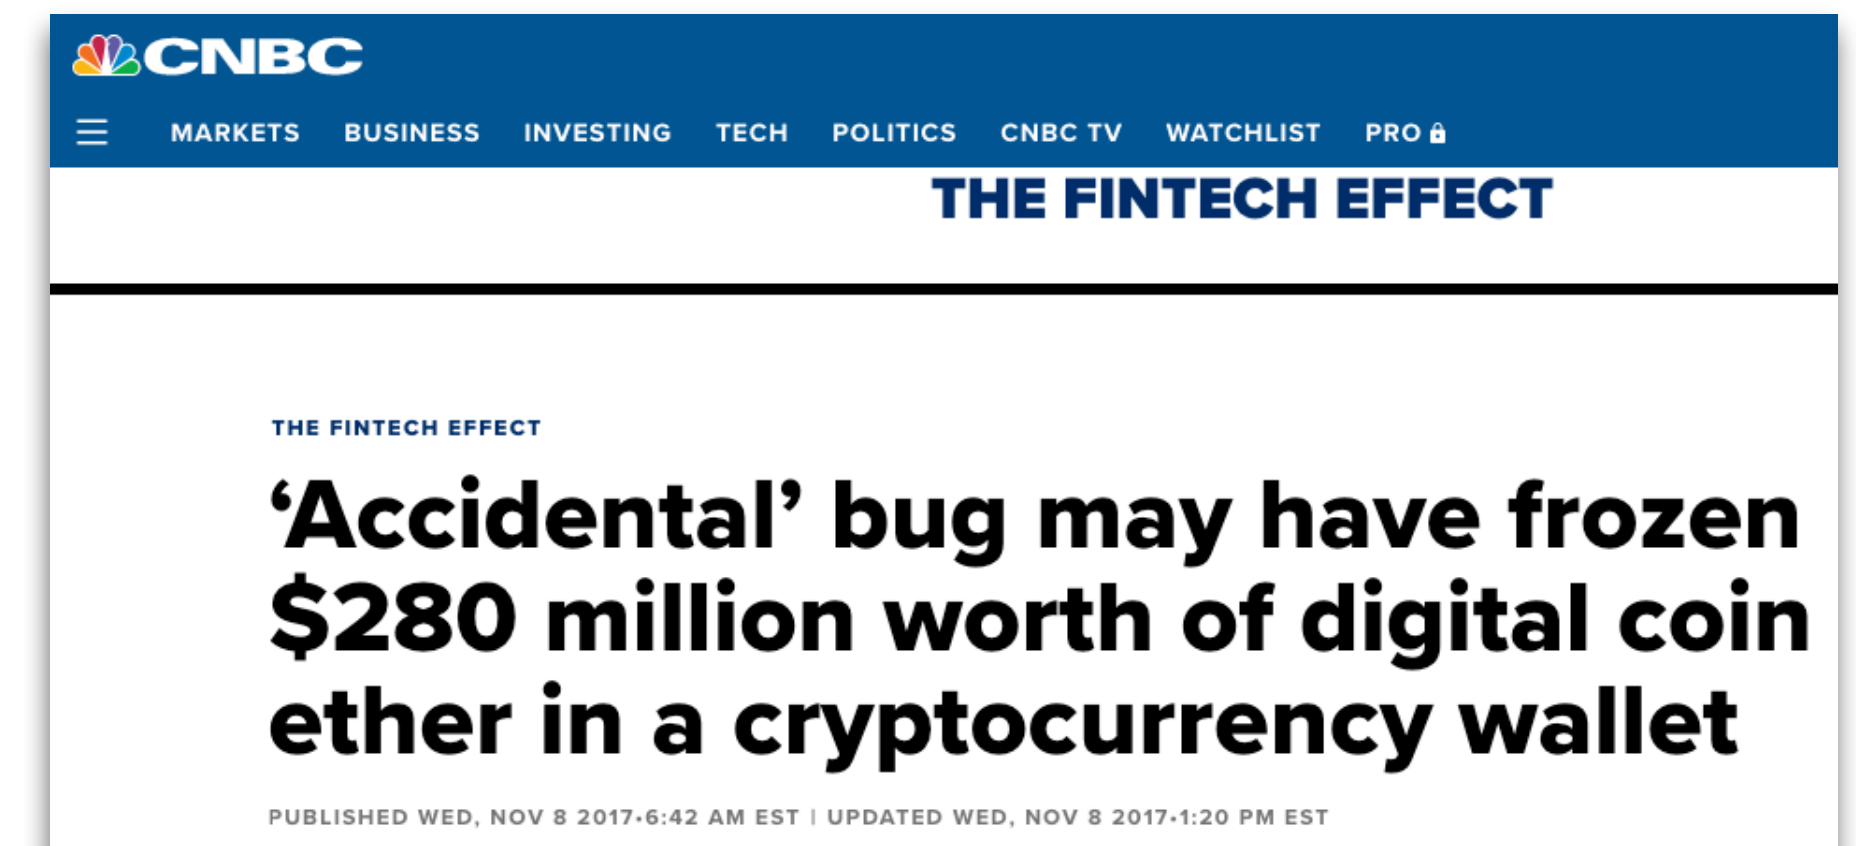 CNBC
MARKETS BUSINESS INVESTING TECH POLITICS CNBC TV WATCHLIST PRO
THE FINTECH EFFECT
THE FINTECH EFFECT
‘Accidental’ bug may have frozen
$280 million worth of digital coin
ether in a cryptocurrency wallet
PUBLISHED WED, NOV 8 2017•6:42 AM EST | UPDATED WED, NOV 8 2017•1:20 PM EST